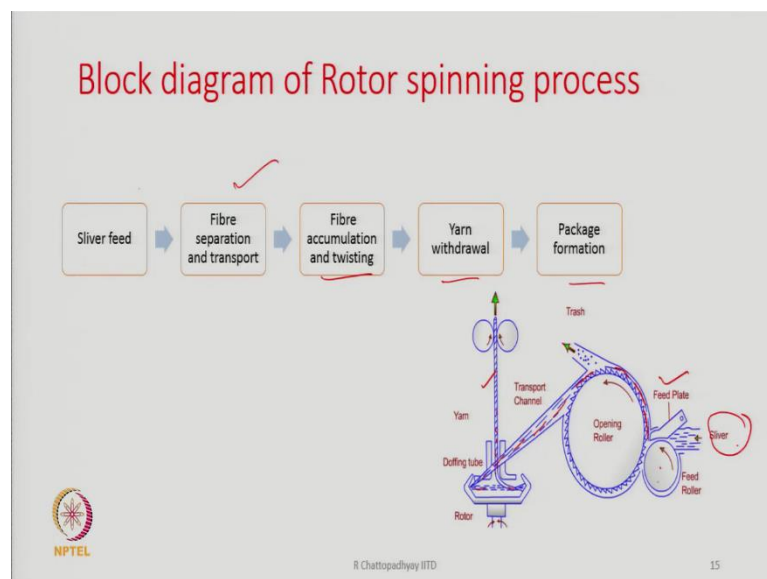 Block diagram of Rotor spinning process
Sliver feed
Fibre
separation
and transport
Fibre
accumulation
and twisting
Yarn
withdrawal
Package
formation
Trash
Transport
Channel
Feed Plate
Opening
Roller
Sliver
Yarn
Doffing tube
Feed
Roller
Rotor
NPTEL
R Chattopadhyay IITD
15